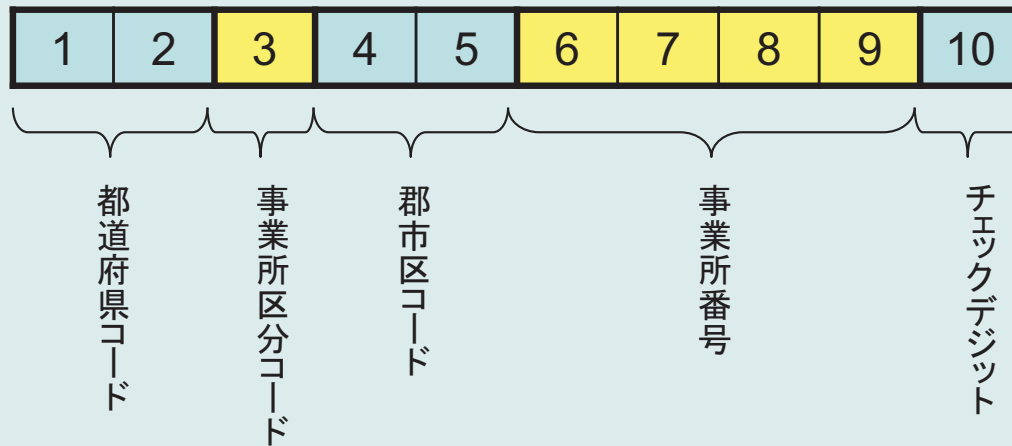 1 2 3 4 5 6 7 8 9 10
都道府県コード
事業所区分コード
郡市区コード
事業所番号
チェックデジット